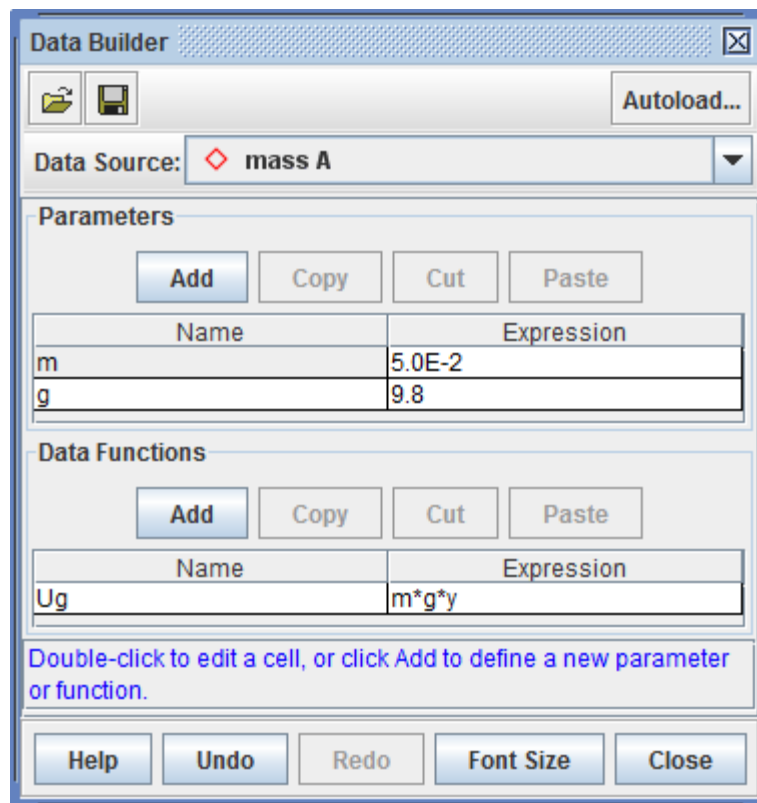 Data Builder
Autoload...
Data Source: mass A
Parameters
Add Copy Cut Paste
Name Expression
m 5.0E-2
g 9.8
Data Functions
Add Copy Cut Paste
Name Expression
Ug m*g*y
Double-click to edit a cell, or click Add to define a new parameter
or function.
Help Undo Redo Font Size Close